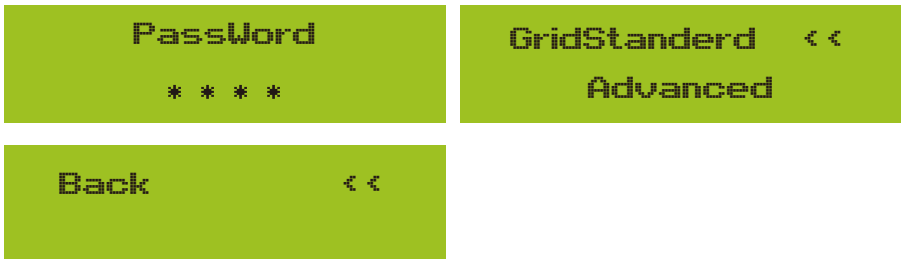 PassWord
* * * *
GridStanderd <<
Advanced
Back <<